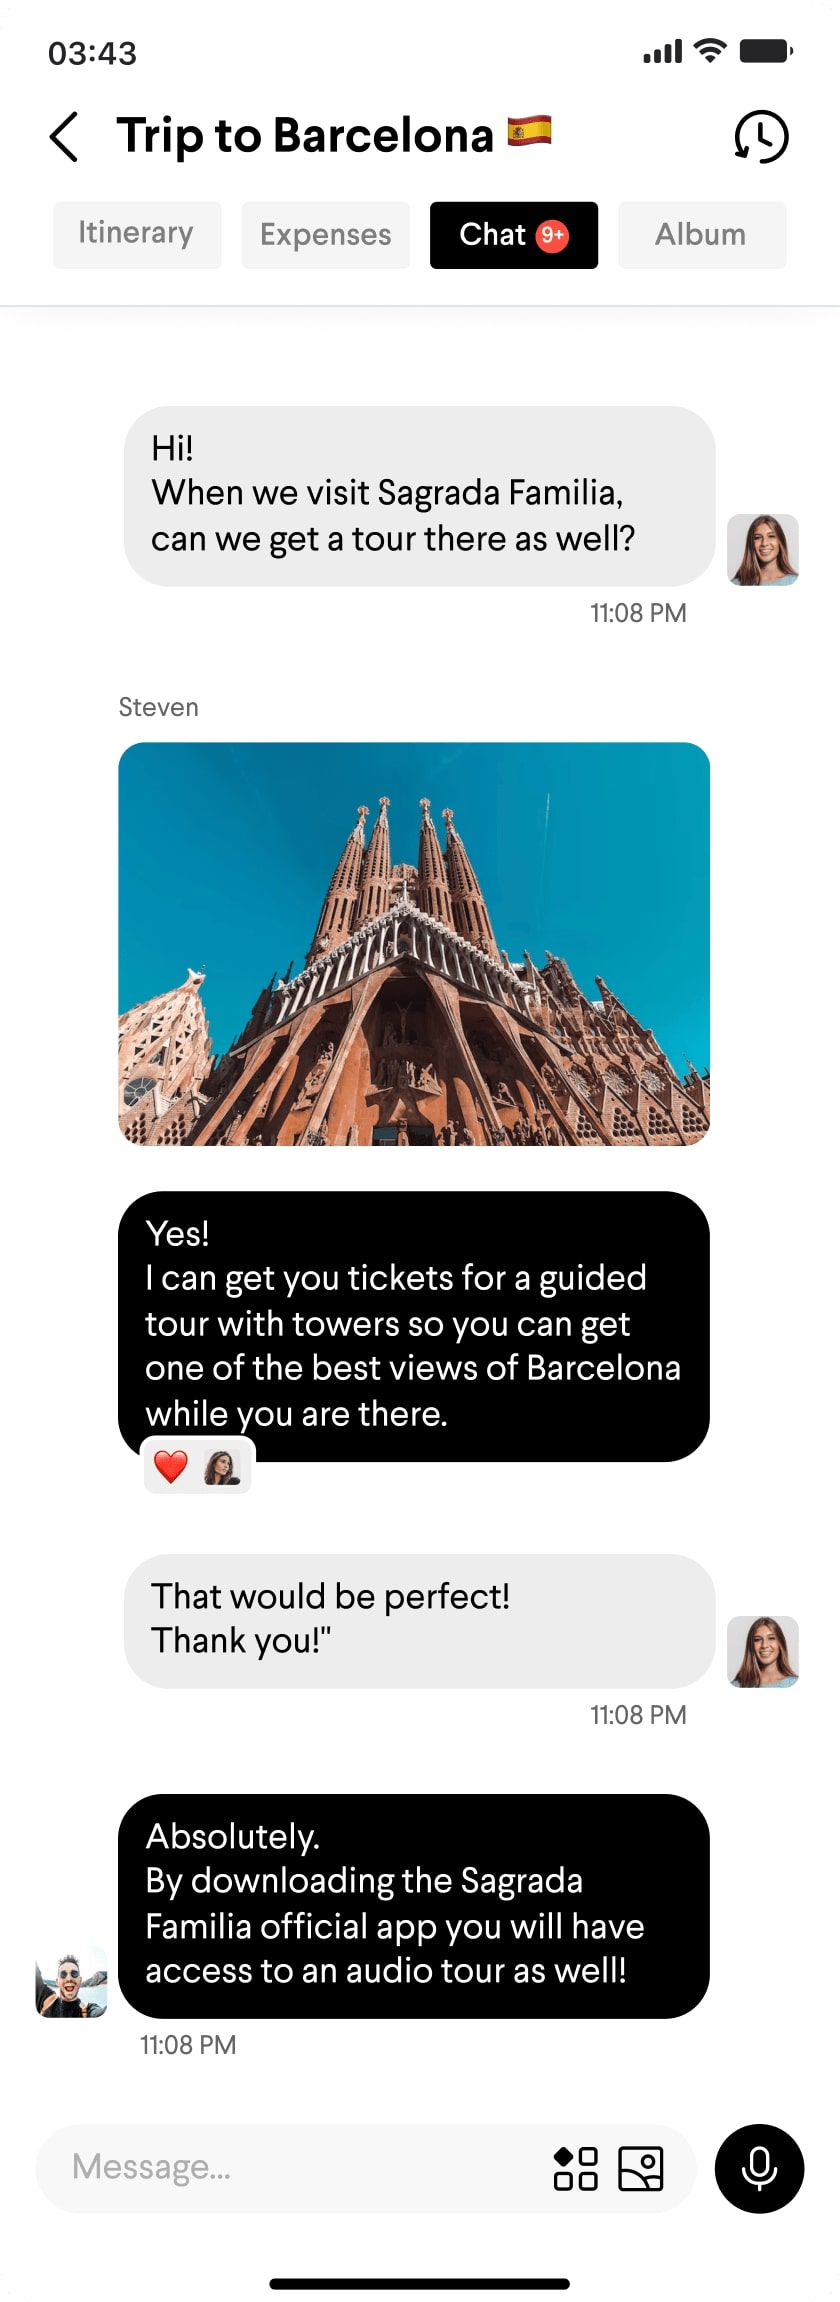 03:43
Trip to Barcelona 🇪🇸
Itinerary
Expenses
Chat 9+
Album
Hi!
When we visit Sagrada Familia,
can we get a tour there as well?
11:08 PM
Steven
Yes!
I can get you tickets for a guided
tour with towers so you can get
one of the best views of Barcelona
while you are there.
❤️
That would be perfect!
Thank you!"
11:08 PM
Absolutely.
By downloading the Sagrada
Familia official app you will have
access to an audio tour as well!
11:08 PM
Message...